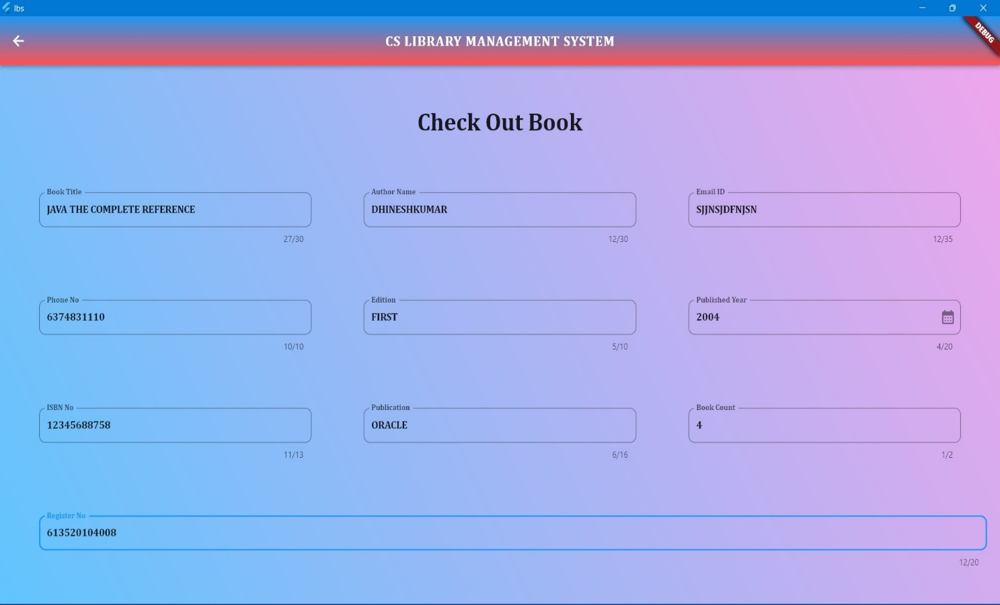 lbs
DEBUG
CS LIBRARY MANAGEMENT SYSTEM
Check Out Book
Book Title
JAVA THE COMPLETE REFERENCE
27/30
Author Name
DHINESHKUMAR
12/30
Email ID
SJJNSJDFNJSN
12/35
Phone No
6374831110
10/10
Edition
FIRST
5/10
Published Year
2004
4/20
ISBN No
12345688758
11/13
Publication
ORACLE
6/16
Book Count
4
1/2
Register No
613520104008
12/20